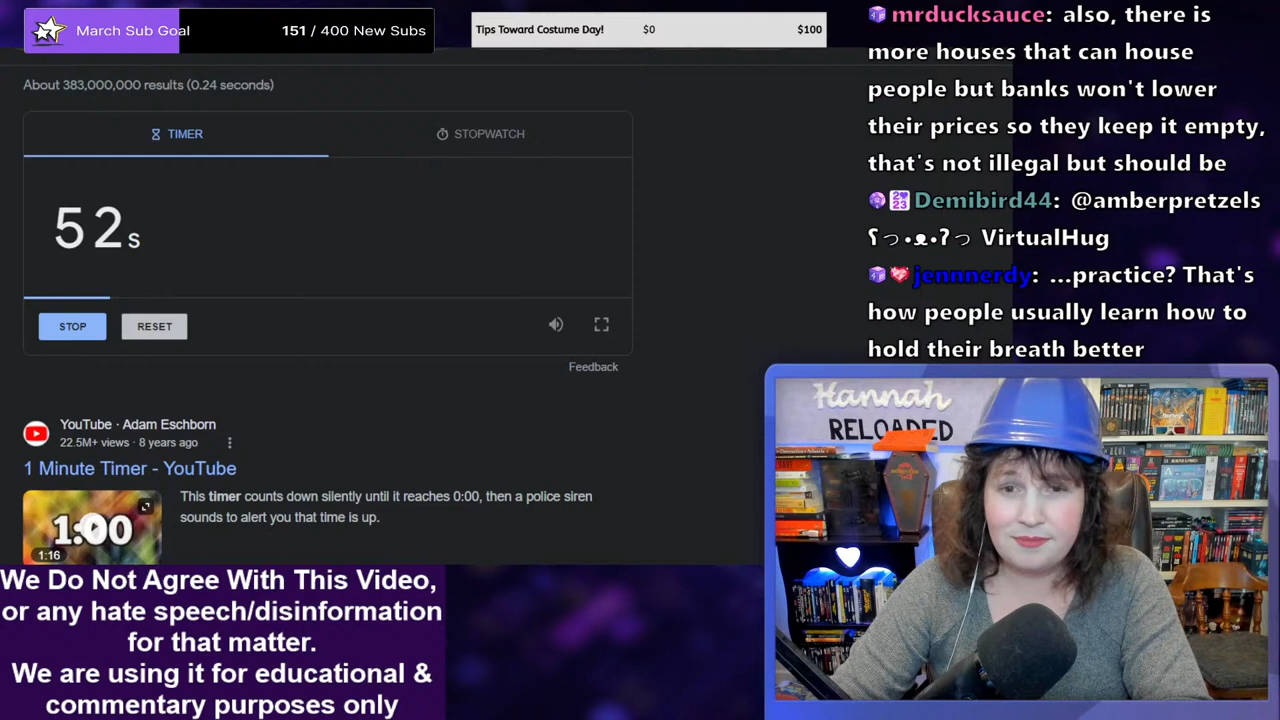 March Sub Goal
151 / 400 New Subs
Tips Toward Costume Day!
$0
$100
About 383,000,000 results (0.24 seconds)
TIMER
STOPWATCH
52s
STOP
RESET
Feedback
YouTube · Adam Eschborn
22.5M+ views · 8 years ago
1 Minute Timer - YouTube
This timer counts down silently until it reaches 0:00, then a police siren
sounds to alert you that time is up.
1:00
1:16
We Do Not Agree With This Video,
or any hate speech/disinformation
for that matter.
We are using it for educational &
commentary purposes only
mrducksauce: also, there is
more houses that can house
people but banks won't lower
their prices so they keep it empty,
that's not illegal but should be
Demibird44: @amberpretzels
ʕっ•ᴥ•ʔっ VirtualHug
jennnerdy: ...practice? That's
how people usually learn how to
hold their breath better
Hannah
RELOADED